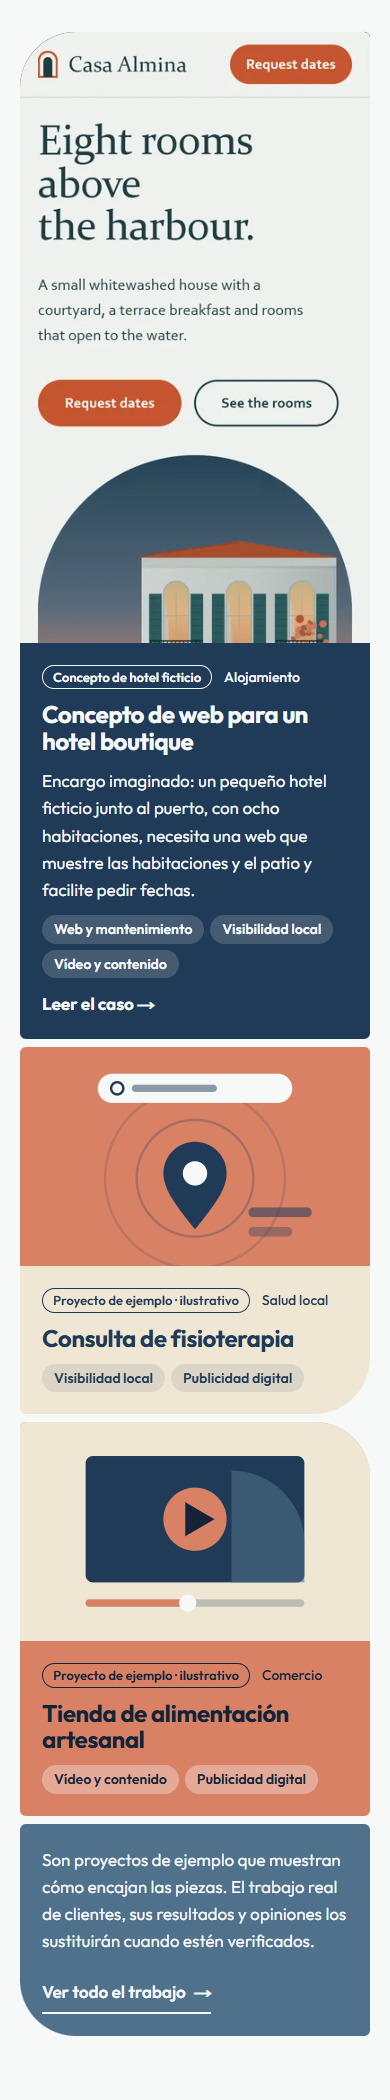 Casa Almina
Request dates
Eight rooms
above
the harbour.
A small whitewashed house with a
courtyard, a terrace breakfast and rooms
that open to the water.
Request dates
See the rooms
Concepto de hotel ficticio
Alojamiento
Concepto de web para un
hotel boutique
Encargo imaginado: un pequeño hotel
ficticio junto al puerto, con ocho
habitaciones, necesita una web que
muestre las habitaciones y el patio y
facilite pedir fechas.
Web y mantenimiento
Visibilidad local
Vídeo y contenido
Leer el caso →
Proyecto de ejemplo · ilustrativo
Salud local
Consulta de fisioterapia
Visibilidad local
Publicidad digital
Proyecto de ejemplo · ilustrativo
Comercio
Tienda de alimentación
artesanal
Vídeo y contenido
Publicidad digital
Son proyectos de ejemplo que muestran
cómo encajan las piezas. El trabajo real
de clientes, sus resultados y opiniones los
sustituirán cuando estén verificados.
Ver todo el trabajo →